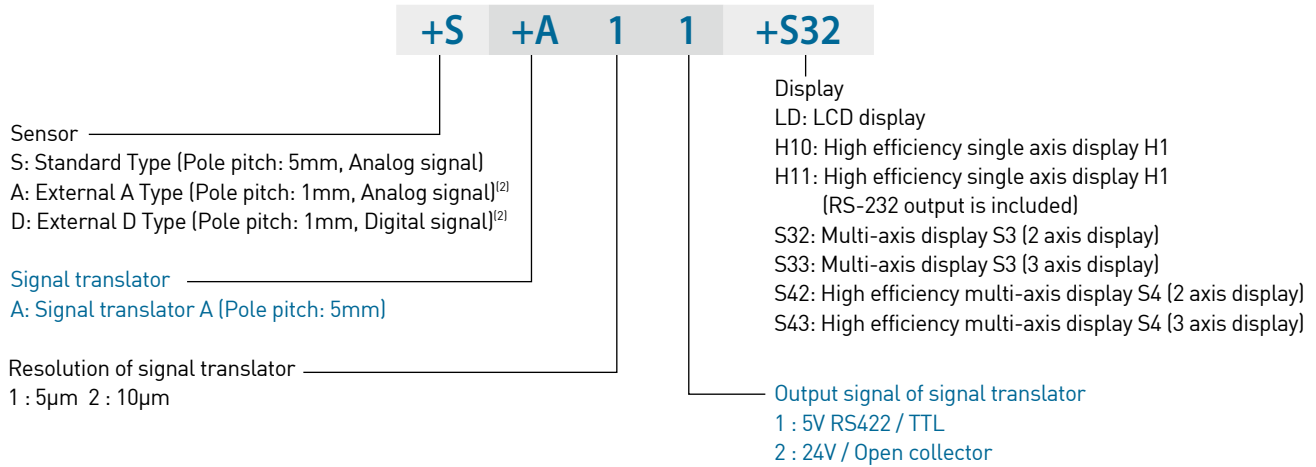 +S +A 1 1 +S32
Sensor
S: Standard Type (Pole pitch: 5mm, Analog signal)
A: External A Type (Pole pitch: 1mm, Analog signal)(2)
D: External D Type (Pole pitch: 1mm, Digital signal)(2)
Signal translator
A: Signal translator A (Pole pitch: 5mm)
Resolution of signal translator
1 : 5μm 2 : 10μm
Display
LD: LCD display
H10: High efficiency single axis display H1
H11: High efficiency single axis display H1
(RS-232 output is included)
S32: Multi-axis display S3 (2 axis display)
S33: Multi-axis display S3 (3 axis display)
S42: High efficiency multi-axis display S4 (2 axis display)
S43: High efficiency multi-axis display S4 (3 axis display)
Output signal of signal translator
1 : 5V RS422 / TTL
2 : 24V / Open collector